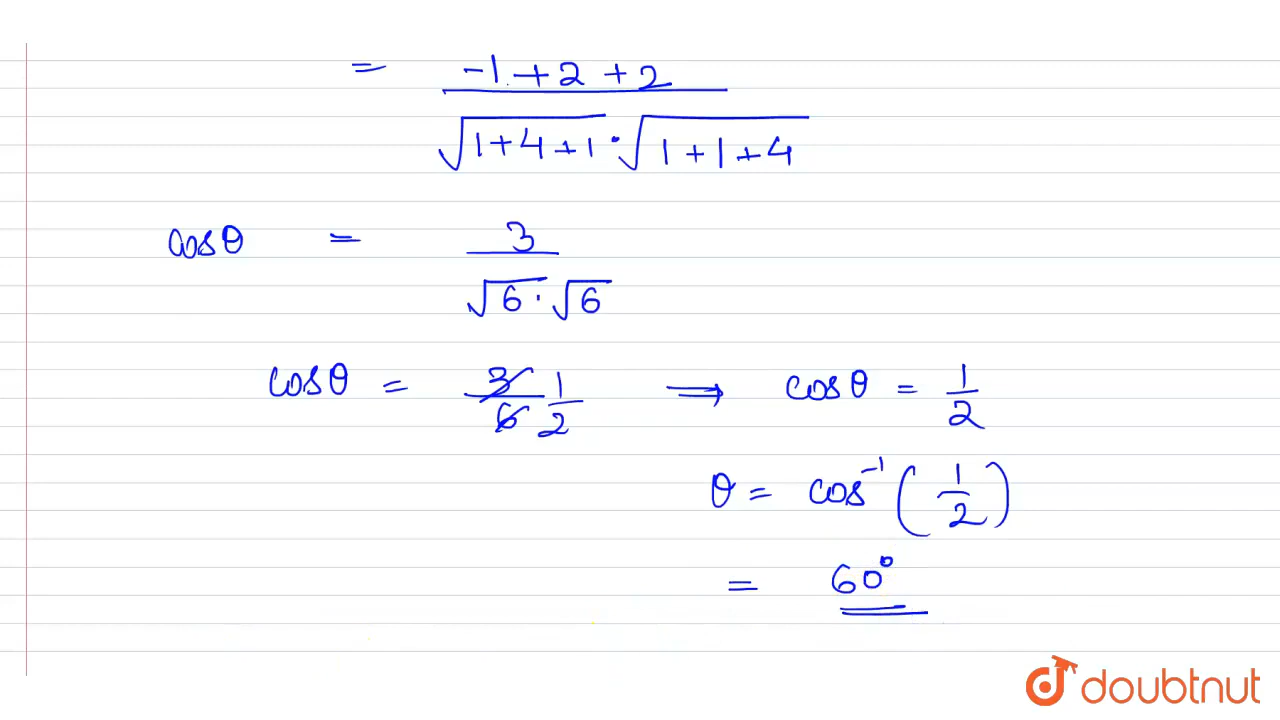 = -1 + 2 + 2
√1+4+1 · √1+1+4
cosθ = 3
√6 · √6
cosθ = 3/6 1/2 ⟹ cosθ = 1/2
θ = cos⁻¹(1/2)
= 60°
doubtnut